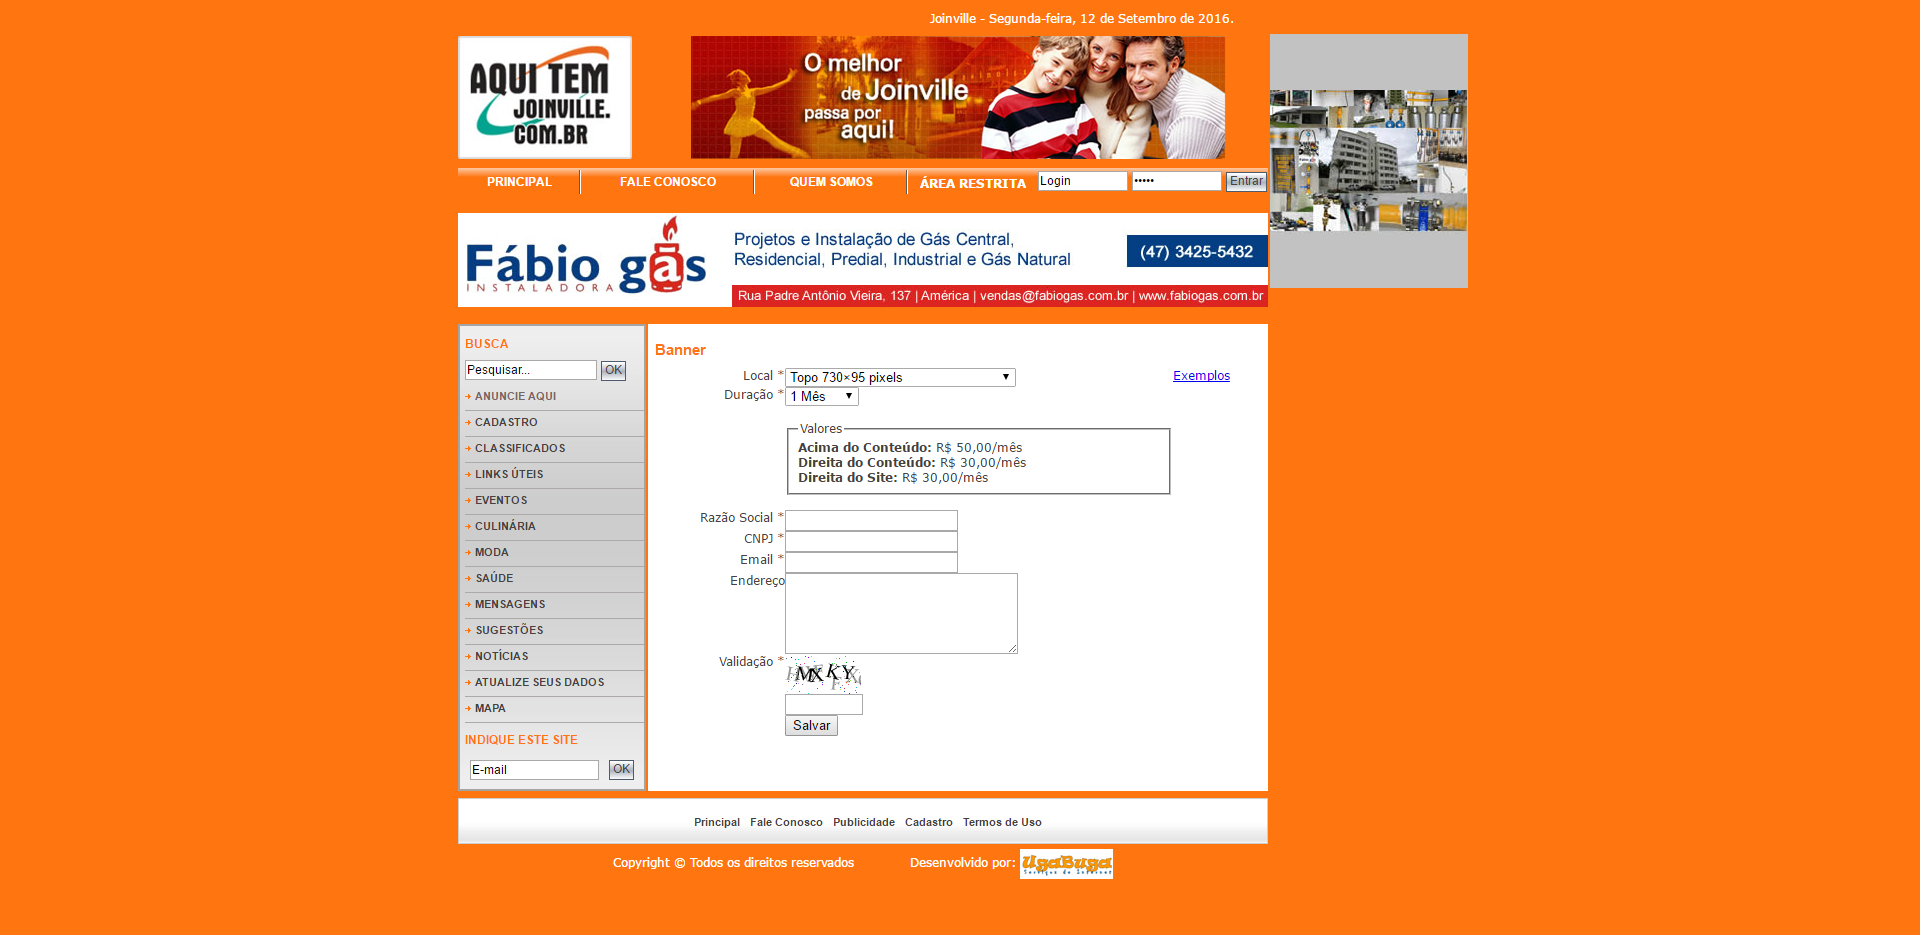 Joinville - Segunda-feira, 12 de Setembro de 2016.
AQUI TEM
JOINVILLE.
COM.BR
O melhor
de Joinville
passa por
aqui!
PRINCIPAL
FALE CONOSCO
QUEM SOMOS
ÁREA RESTRITA
Login
•••••
Entrar
Fábio gás
INSTALADORA
Projetos e Instalação de Gás Central,
Residencial, Predial, Industrial e Gás Natural
(47) 3425-5432
Rua Padre Antônio Vieira, 137 | América | vendas@fabiogas.com.br | www.fabiogas.com.br
BUSCA
Pesquisar...
OK
ANUNCIE AQUI
CADASTRO
CLASSIFICADOS
LINKS ÚTEIS
EVENTOS
CULINÁRIA
MODA
SAÚDE
MENSAGENS
SUGESTÕES
NOTÍCIAS
ATUALIZE SEUS DADOS
MAPA
INDIQUE ESTE SITE
E-mail
OK
Banner
Local * Topo 730×95 pixels
Exemplos
Duração * 1 Mês
Valores
Acima do Conteúdo: R$ 50,00/mês
Direita do Conteúdo: R$ 30,00/mês
Direita do Site: R$ 30,00/mês
Razão Social *
CNPJ *
Email *
Endereço
Validação *
MXKY
Salvar
Principal Fale Conosco Publicidade Cadastro Termos de Uso
Copyright © Todos os direitos reservados
Desenvolvido por: UgaBuga
Serviços de Internet